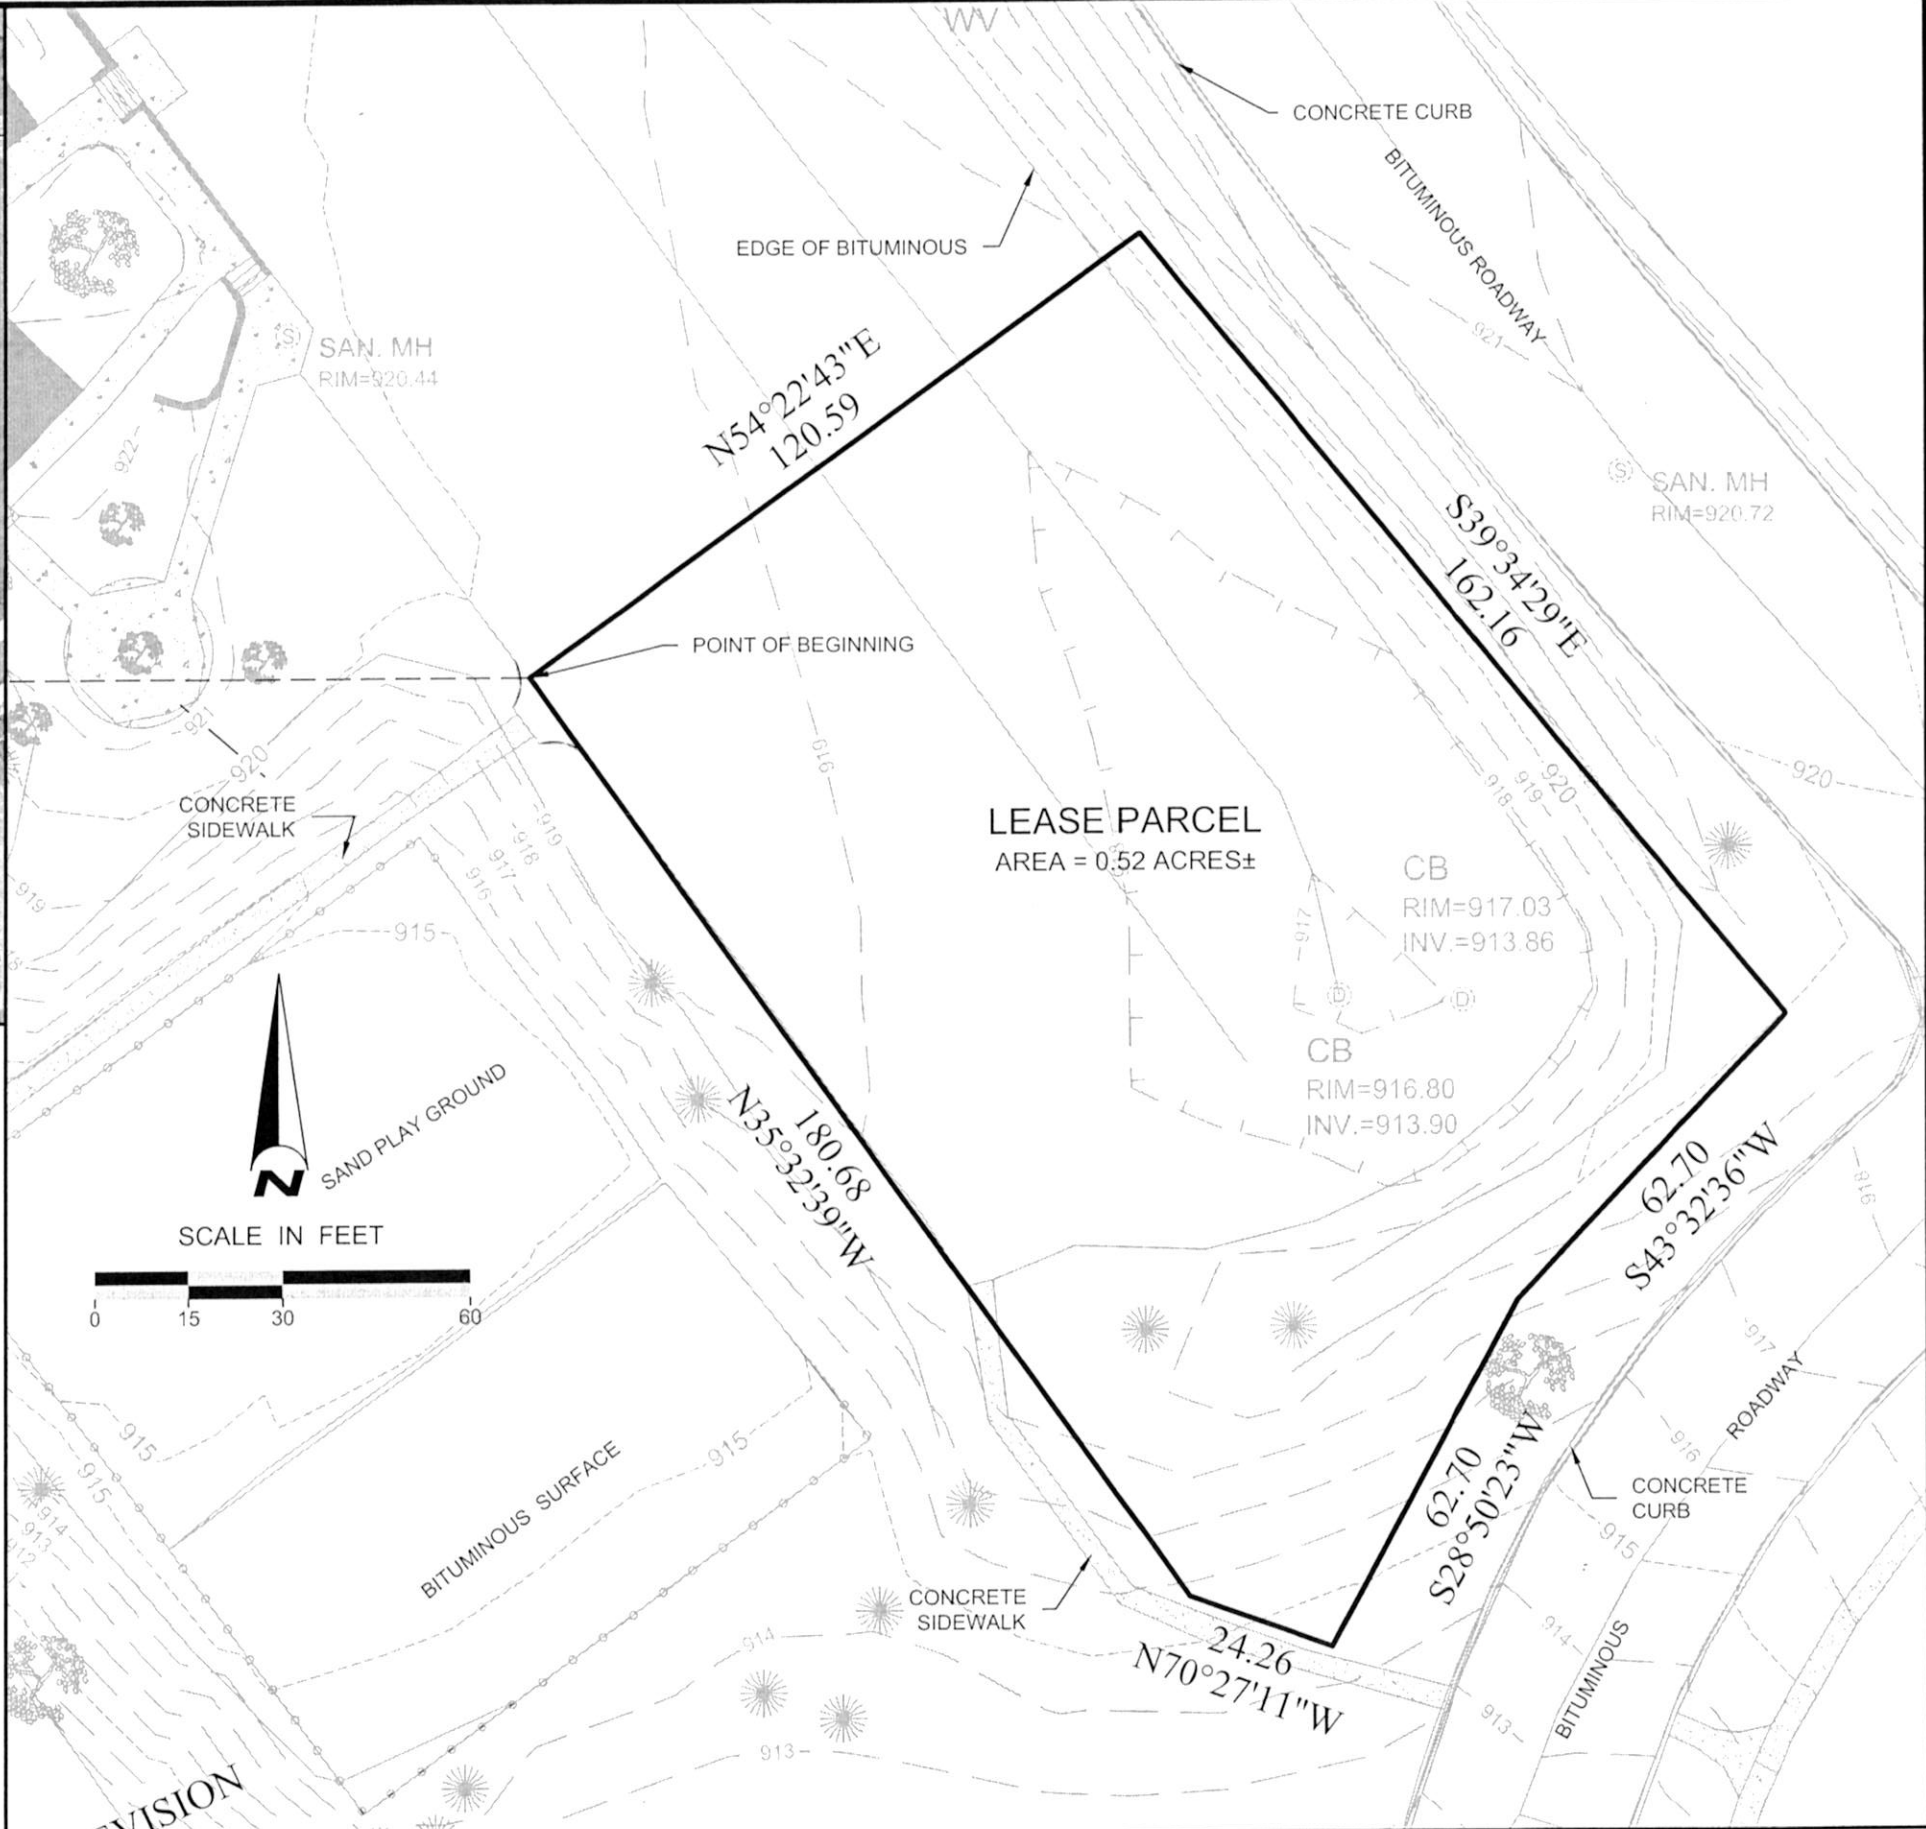 WV
CONCRETE CURB
BITUMINOUS ROADWAY
EDGE OF BITUMINOUS
921
SAN. MH
RIM=920.44
N54°22'43"E
120.59
922
SAN. MH
RIM=920.72
S39°34'29"E
162.16
POINT OF BEGINNING
921
920
919
920
919
918
920
CONCRETE
SIDEWALK
919
918
917
916
LEASE PARCEL
AREA = 0.52 ACRES±
CB
RIM=917.03
INV.=913.86
919
915
917
D
D
CB
RIM=916.80
INV.=913.90
SAND PLAY GROUND
N
180.68
N35°32'39"W
62.70
S43°32'36"W
918
SCALE IN FEET
0 15 30 60
917
ROADWAY
915
915
915
916
BITUMINOUS SURFACE
62.70
S28°50'23"W
CONCRETE
CURB
914
913
912
915
CONCRETE
SIDEWALK
24.26
N70°27'11"W
914
914
BITUMINOUS
913
913
VISION